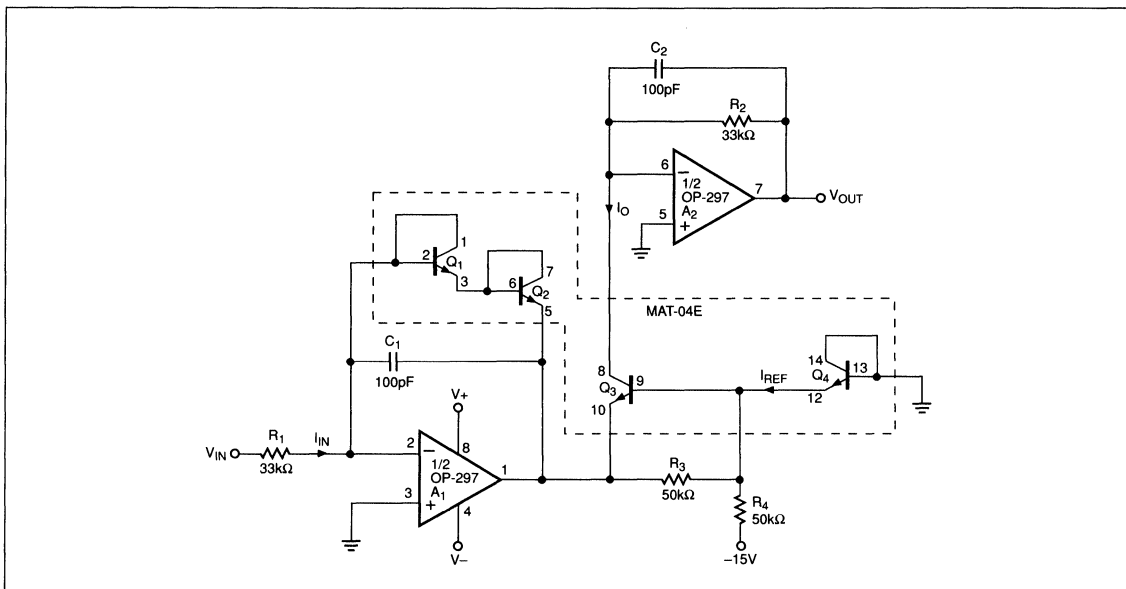 C2
100pF
R2
33kΩ
6
−
1/2
OP-297
A2
7
VOUT
5
+
IO
1
2
Q1
3
7
6
Q2
5
MAT-04E
C1
100pF
8
Q3
9
10
IREF
14
Q4
13
12
V+
VIN
R1
33kΩ
IIN
2
−
8
1/2
OP-297
A1
1
3
+
4
V−
R3
50kΩ
R4
50kΩ
−15V